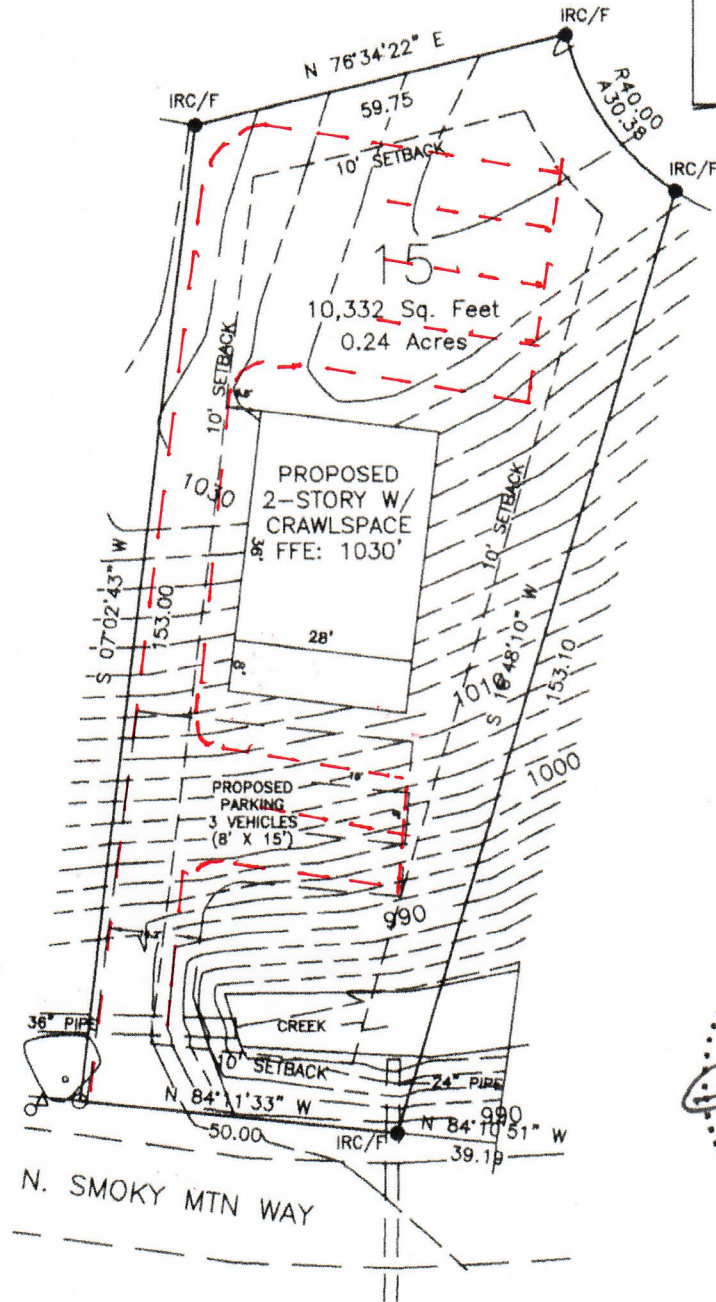 IRC/F
N 76°34'22" E
IRC/F
59.75
R40.00
A30.38
10' SETBACK
IRC/F
15
10,332 Sq. Feet
0.24 Acres
10' SETBACK
PROPOSED
2-STORY W/
CRAWLSPACE
FFE: 1030'
1030
10' SETBACK
36'
S 07°02'43" W
153.00
28'
8'
1010
153.10
1000
PROPOSED
PARKING
3 VEHICLES
(8' X 15')
990
36" PIPE
CREEK
10' SETBACK
24" PIPE
N 84°11'33" W
50.00
IRC/F
990
N 84°10'51" W
39.19
N. SMOKY MTN WAY